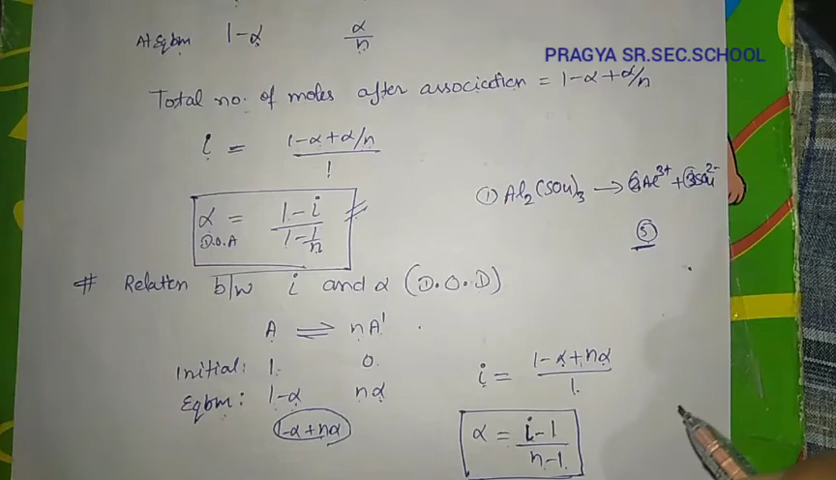 At Eqbm 1-α α/n
PRAGYA SR.SEC.SCHOOL
Total no. of moles after association = 1-α+α/n
i = (1-α+α/n)/1
① Al₂(SO₄)₃ → ②Al³⁺ + ③SO₄²⁻
α = (1-i)/(1-1/n)
D.O.A
⑤
# Relation b/w i and α (D.O.D)
A ⇌ nA'
Initial: 1 0
i = (1-α+nα)/1
Eqbm: 1-α nα
1-α+nα
α = (i-1)/(n-1)